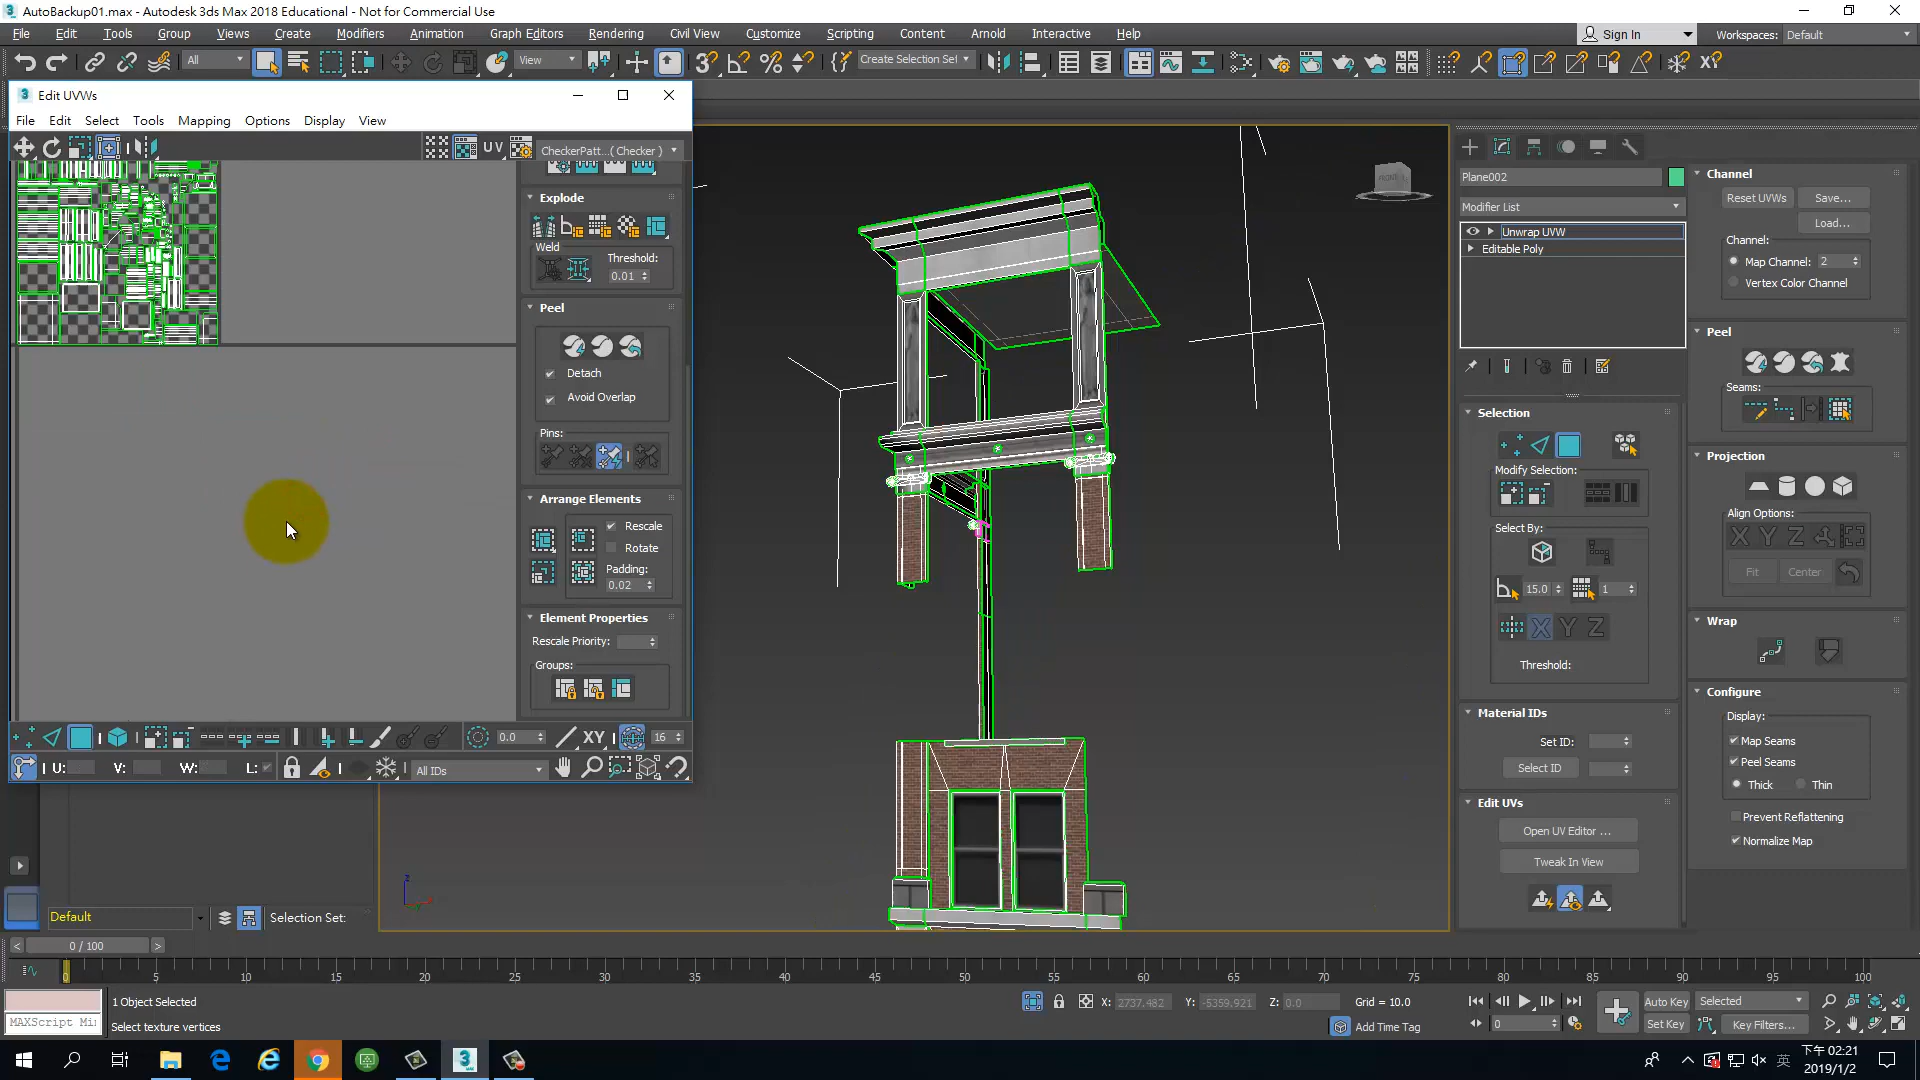 AutoBackup01.max - Autodesk 3ds Max 2018 Educational - Not for Commercial Use
File Edit Tools Group Views Create Modifiers Animation Graph Editors Rendering Civil View Customize Scripting Content Arnold Interactive Help
Sign In
Workspaces: Default
All
View
Create Selection Set
Edit UVWs
File Edit Select Tools Mapping Options Display View
UV
CheckerPatt...( Checker )
Explode
Weld
Threshold:
0.01
Peel
Detach
Avoid Overlap
Pins:
Arrange Elements
Rescale
Rotate
Padding:
0.02
Element Properties
Rescale Priority:
Groups:
0.0
XY
16
U: V: W: L:
All IDs
FRONT
Plane002
Modifier List
Unwrap UVW
Editable Poly
Selection
Modify Selection:
Select By:
15.0
1
X Y Z
Threshold:
Material IDs
Set ID:
Select ID
Edit UVs
Open UV Editor ...
Tweak In View
Channel
Reset UVWs
Save...
Load...
Channel:
Map Channel: 2
Vertex Color Channel
Peel
Seams:
Projection
Align Options:
X Y Z
Fit
Center
Wrap
Configure
Display:
Map Seams
Peel Seams
Thick
Thin
Prevent Reflattening
Normalize Map
Default
Selection Set:
< 0 / 100 >
0 5 10 15 20 25 30 35 40 45 50 55 60 65 70 75 80 85 90 95 100
1 Object Selected
MAXScript Mi
Select texture vertices
X: 2737.482
Y: -5359.921
Z: 0.0
Grid = 10.0
Add Time Tag
0
Auto Key
Selected
Set Key
Key Filters...
英
下午 02:21
2019/1/2